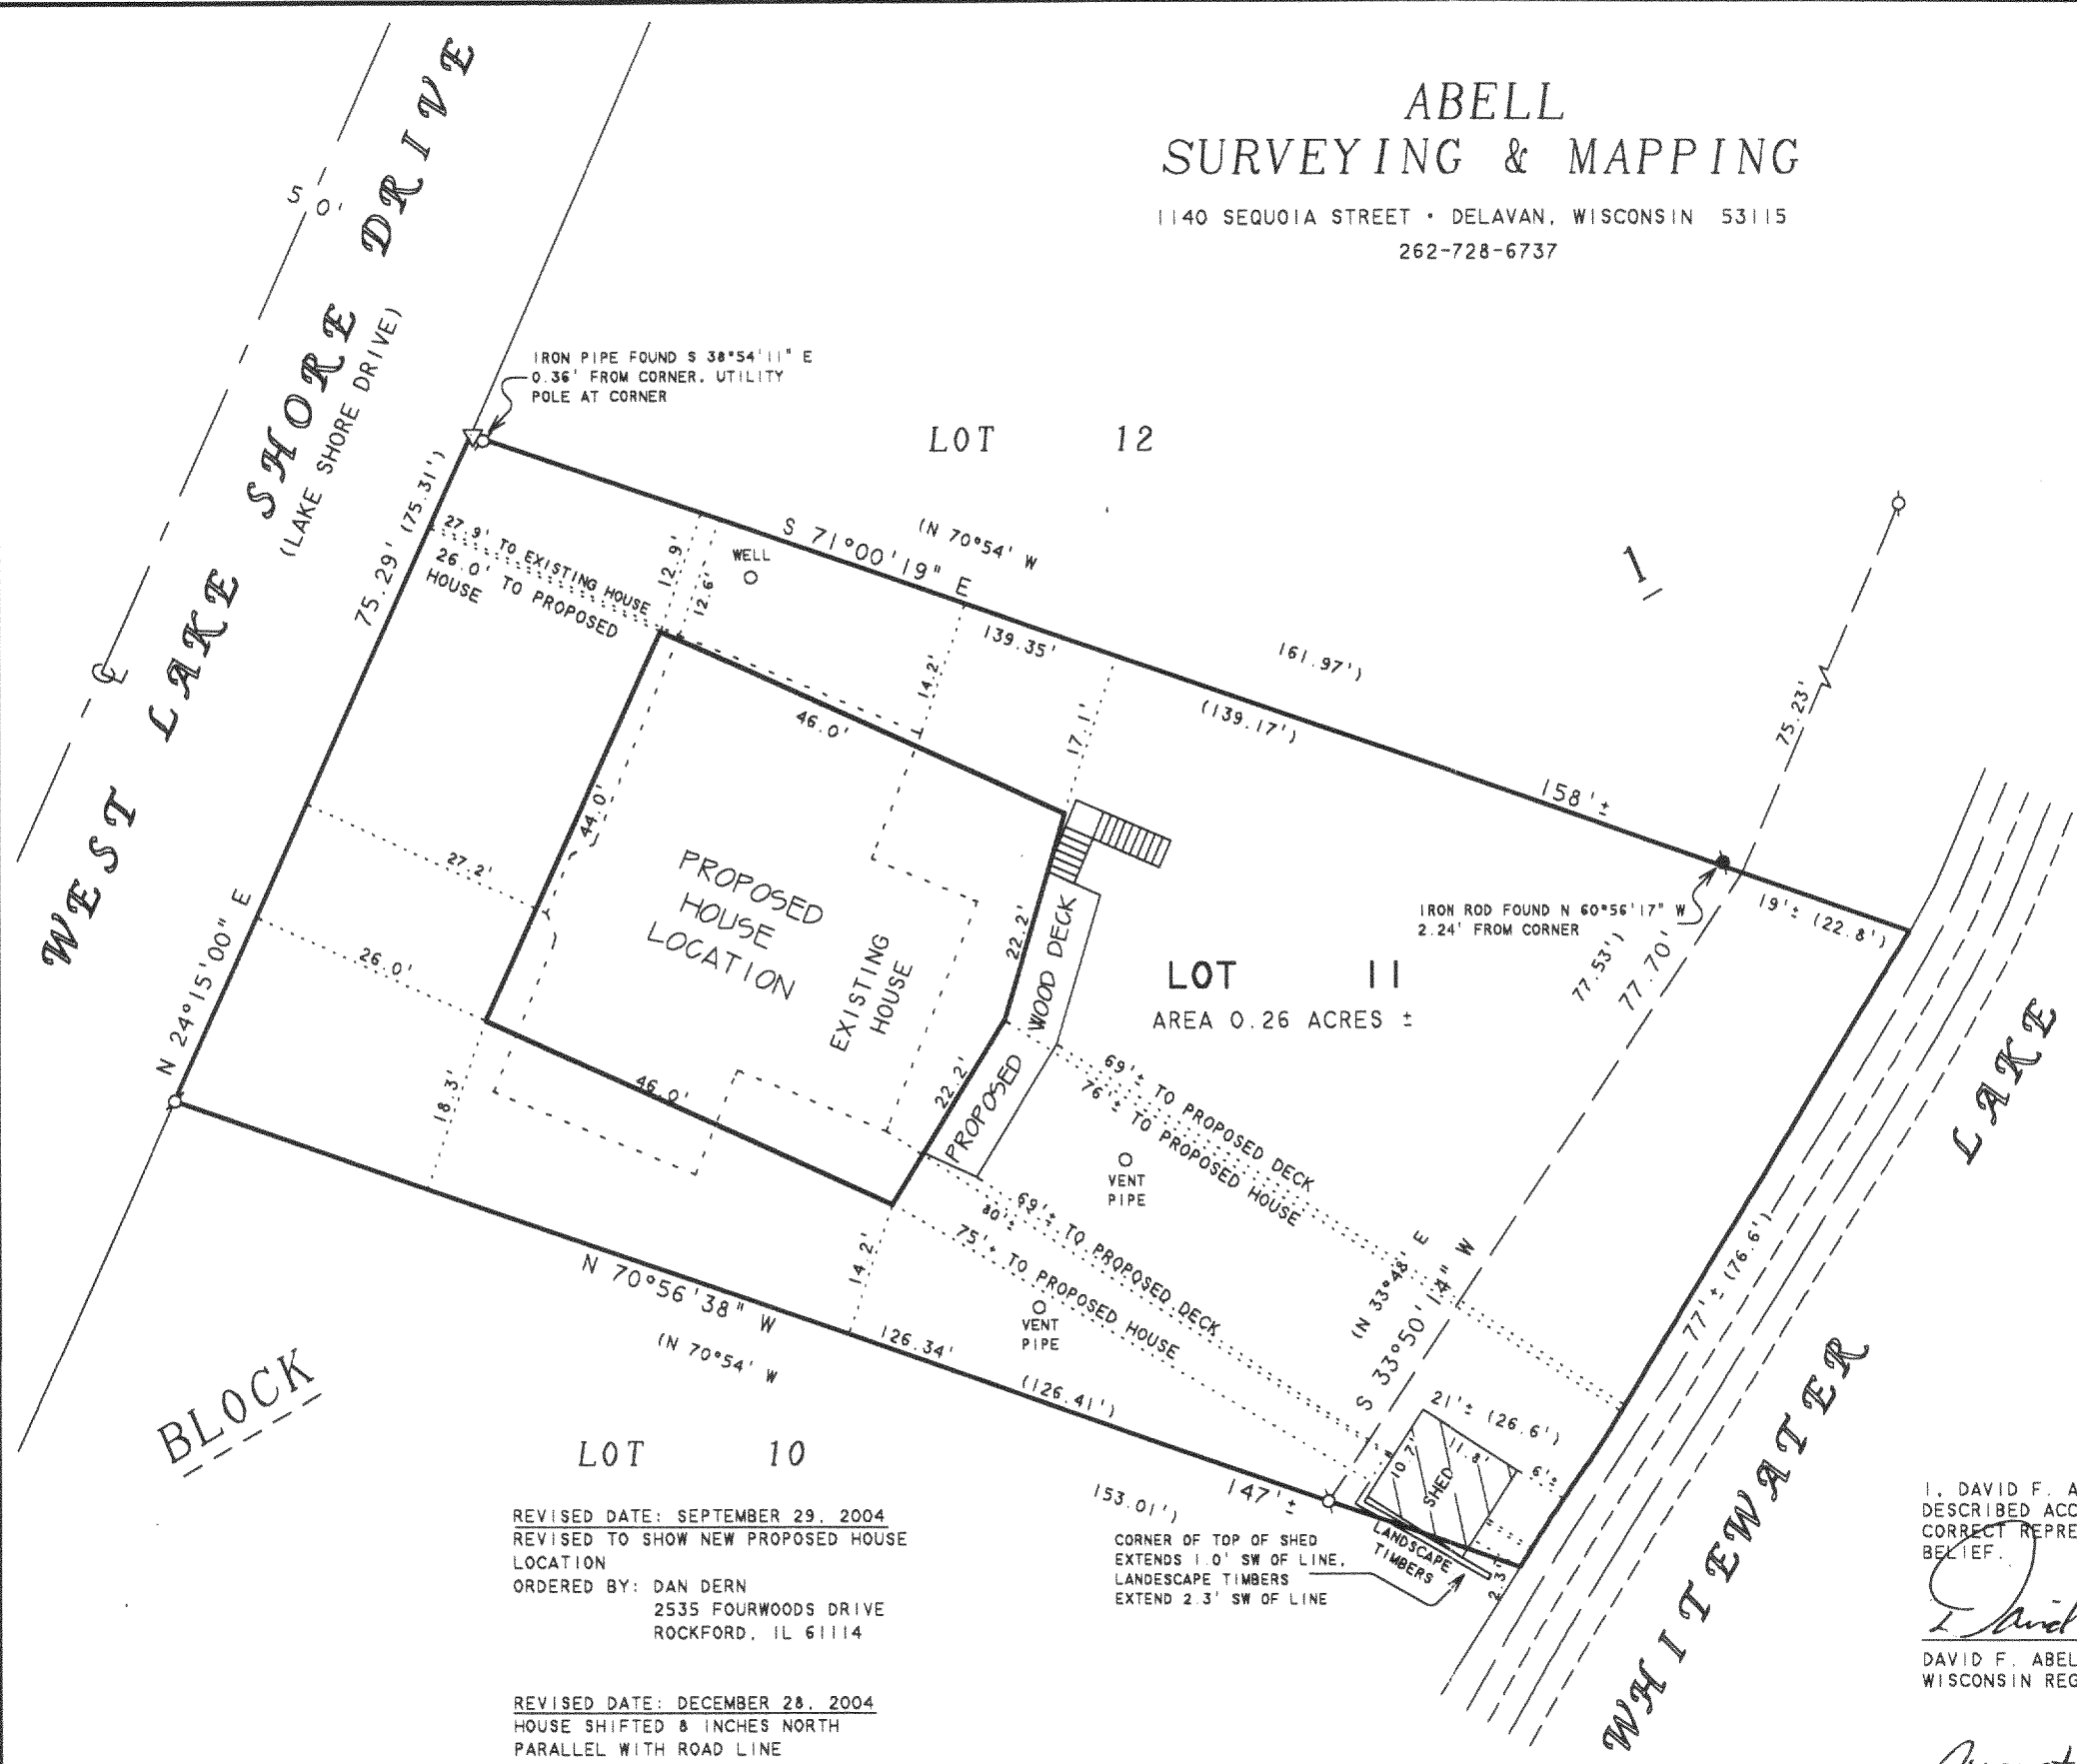 ABELL
SURVEYING & MAPPING
1140 SEQUOIA STREET • DELAVAN, WISCONSIN 53115
262-728-6737
WEST LAKE SHORE DRIVE
(LAKE SHORE DRIVE)
50'
IRON PIPE FOUND S 38°54'11" E
0.36' FROM CORNER, UTILITY
POLE AT CORNER
LOT 12
1
75.29' (75.31')
N 24°15'00" E
27.9' TO EXISTING HOUSE
26.0' TO PROPOSED
HOUSE
12.9'
12.6'
WELL
S 71°00'19" E
(N 70°54' W
139.35'
161.97')
(139.17')
158'±
14.2'
17.1'
75.23'
46.0'
44.0'
27.2'
26.0'
PROPOSED
HOUSE
LOCATION
EXISTING
HOUSE
22.2'
22.2'
46.0'
PROPOSED WOOD DECK
18.3'
14.2'
IRON ROD FOUND N 60°56'17" W
2.24' FROM CORNER
19'± (22.8')
77.53')
77.70'
LOT 11
AREA 0.26 ACRES ±
69'± TO PROPOSED DECK
76'± TO PROPOSED HOUSE
VENT
PIPE
69'± TO PROPOSED DECK
80'±
75'± TO PROPOSED HOUSE
VENT
PIPE
(N 33°48' E
S 33°50'14" W
77'± (76.6')
WHITEWATER LAKE
21'± (26.6')
10.7'
11.8'
SHED
6'±
LANDSCAPE
TIMBERS
2.3'
N 70°56'38" W
(N 70°54' W
126.34'
(126.41')
153.01')
147'±
CORNER OF TOP OF SHED
EXTENDS 1.0' SW OF LINE,
LANDESCAPE TIMBERS
EXTEND 2.3' SW OF LINE
BLOCK
LOT 10
REVISED DATE: SEPTEMBER 29, 2004
REVISED TO SHOW NEW PROPOSED HOUSE
LOCATION
ORDERED BY: DAN DERN
2535 FOURWOODS DRIVE
ROCKFORD, IL 61114
REVISED DATE: DECEMBER 28, 2004
HOUSE SHIFTED 8 INCHES NORTH
PARALLEL WITH ROAD LINE
I, DAVID F. A
DESCRIBED ACC
CORRECT REPRE
BELIEF.
David
DAVID F. ABEL
WISCONSIN REG